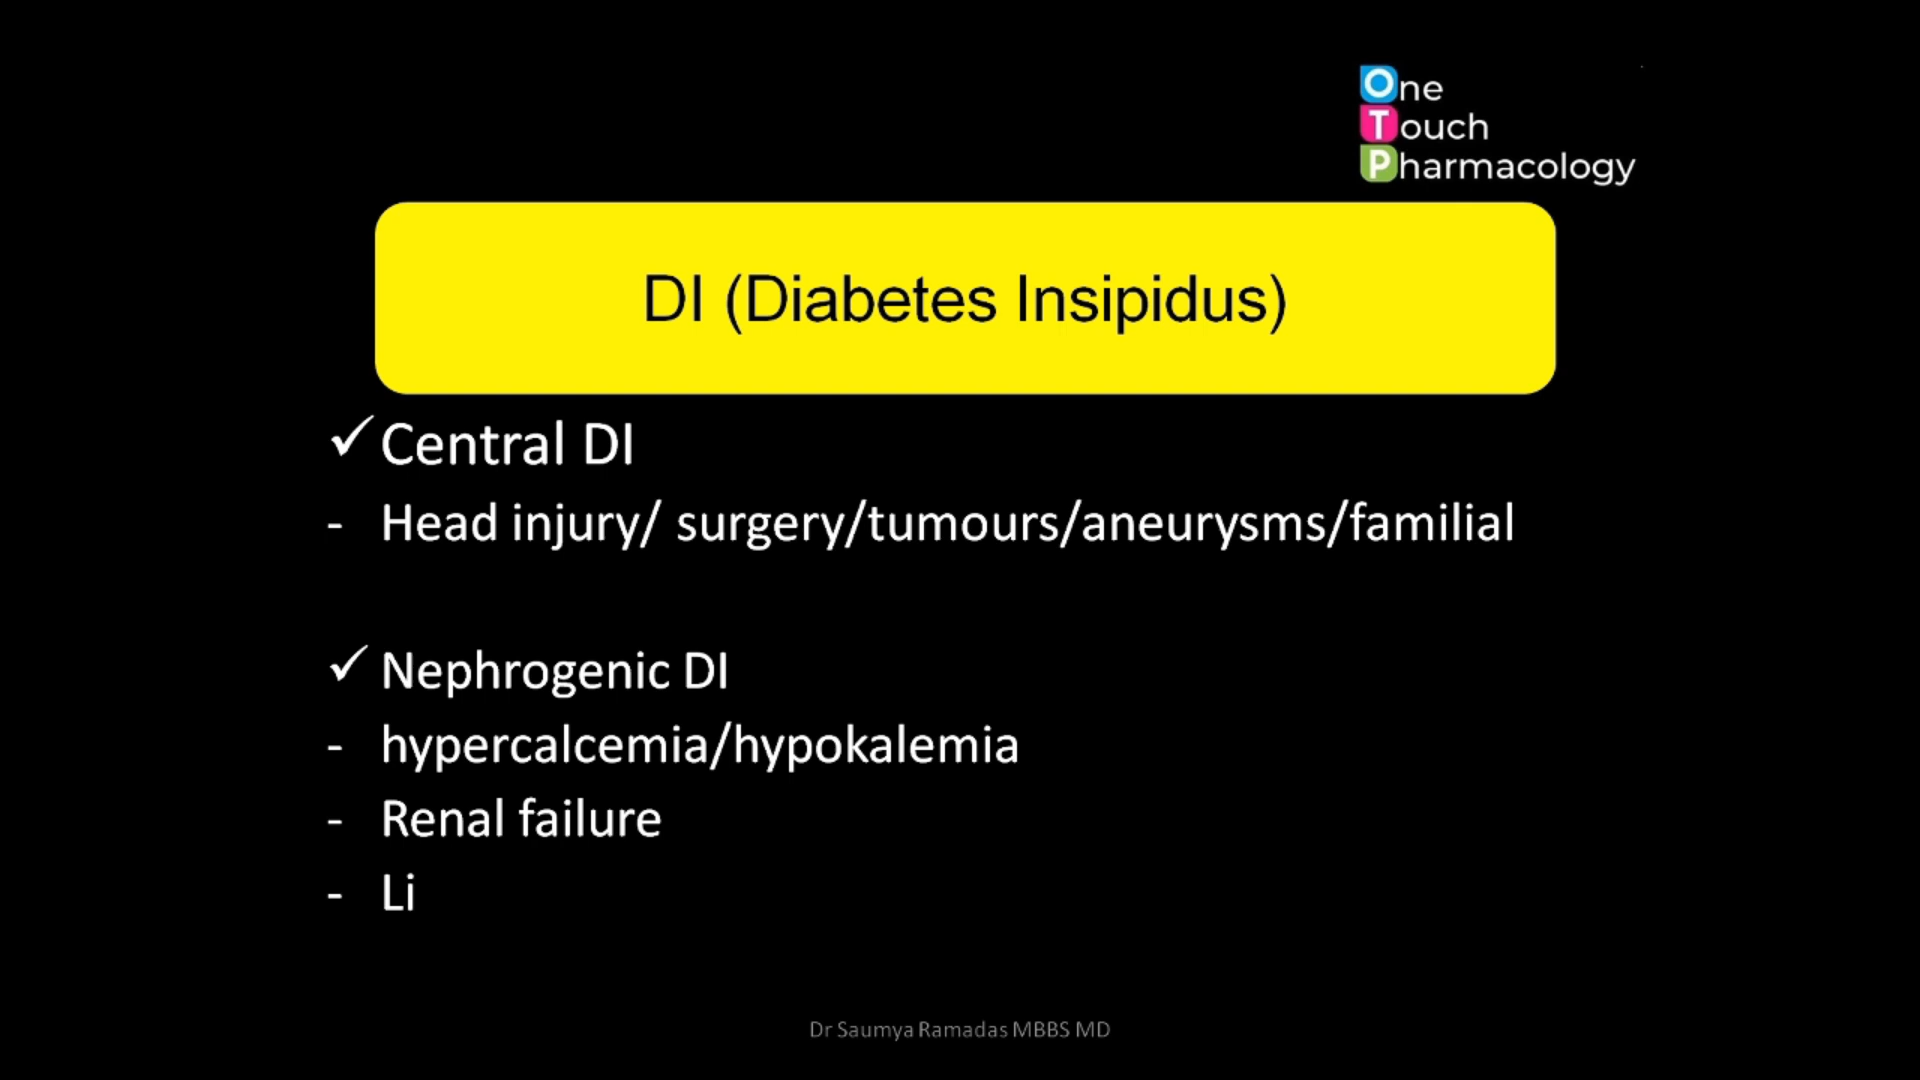 One
Touch
Pharmacology
DI (Diabetes Insipidus)
✓ Central DI
- Head injury/ surgery/tumours/aneurysms/familial
✓ Nephrogenic DI
- hypercalcemia/hypokalemia
- Renal failure
- Li
Dr Saumya Ramadas MBBS MD